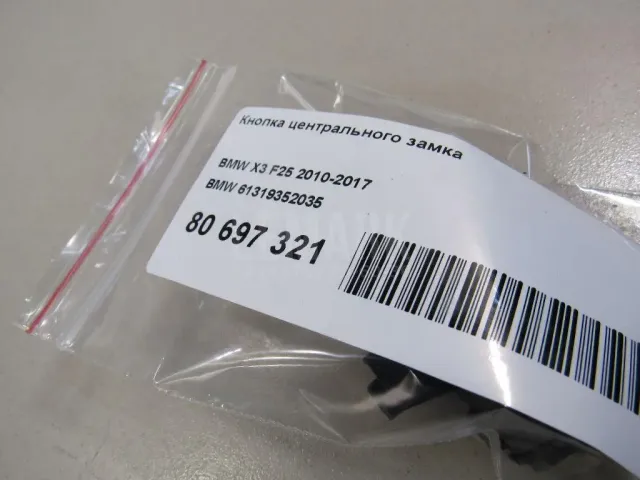 Кнопка центрального замка
BMW X3 F25 2010-2017
BMW 61319352035
80 697 321